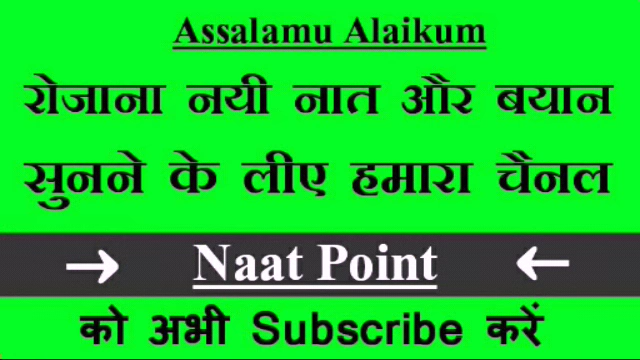 Assalamu Alaikum
रोजाना नयी नात और बयान
सुनने के लीए हमारा चैनल
→ Naat Point ←
को अभी Subscribe करें